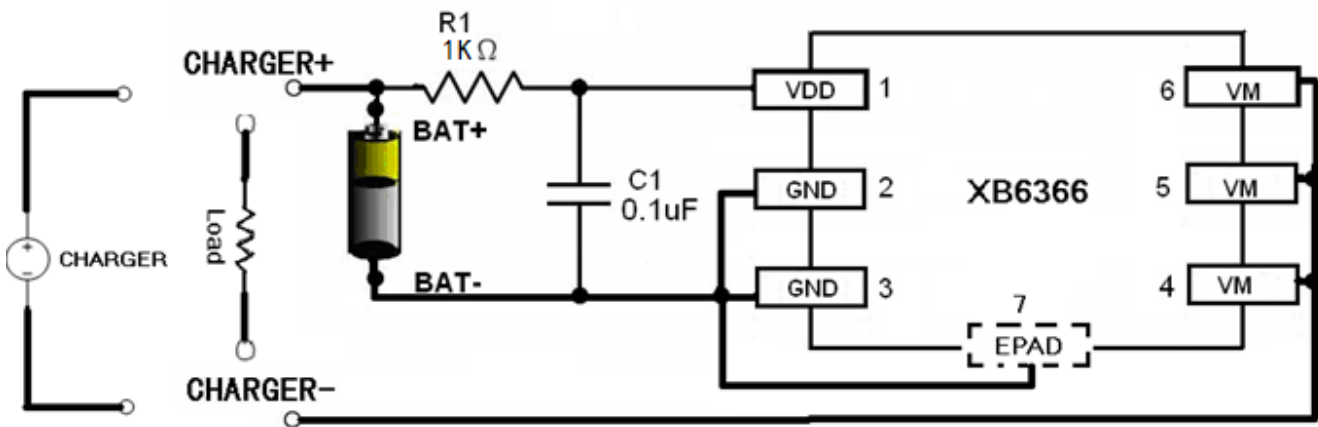 R1
1KΩ
CHARGER+
VDD
1
6
VM
BAT+
C1
0.1uF
GND
2
XB6366
5
VM
Load
+
-
CHARGER
BAT-
GND
3
4
VM
7
EPAD
CHARGER-